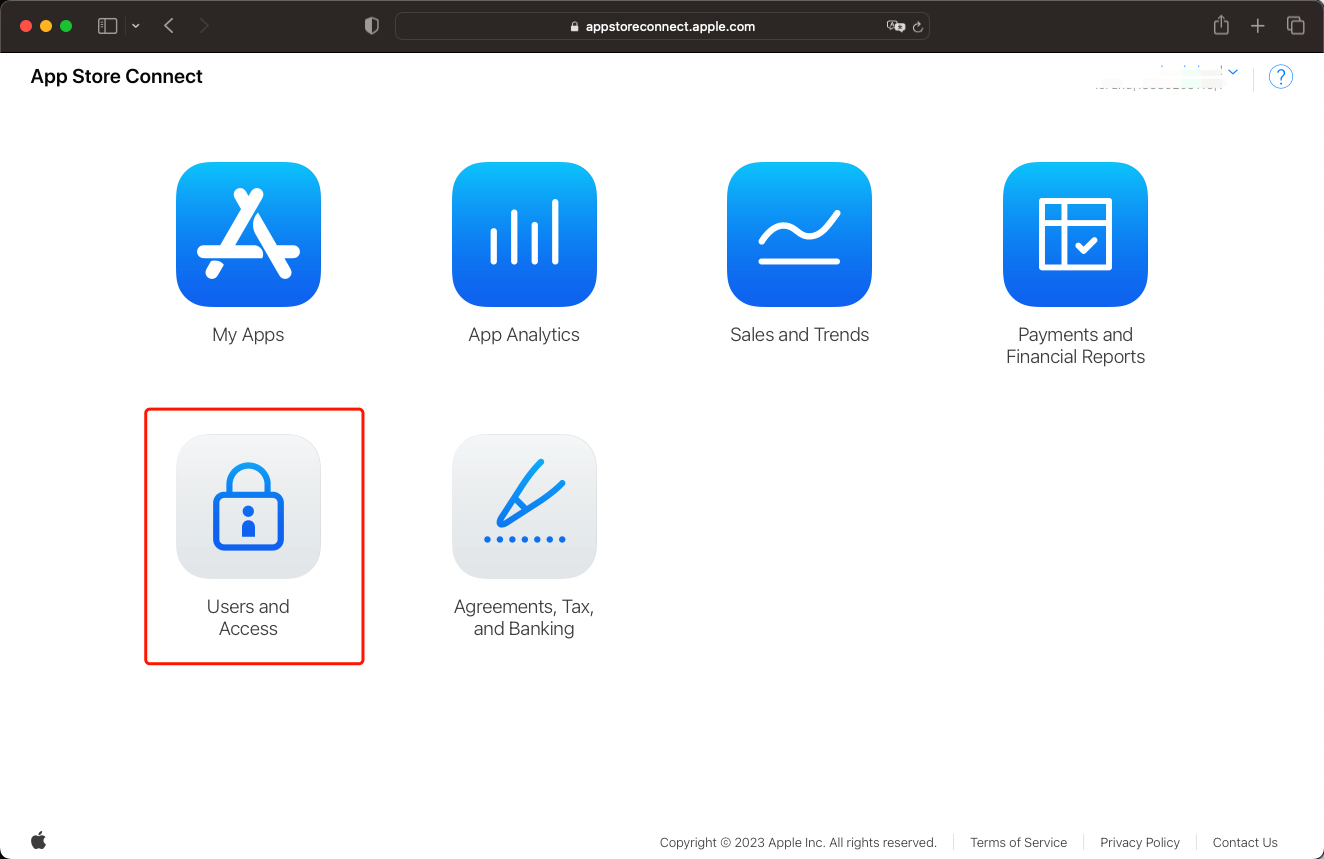 appstoreconnect.apple.com
App Store Connect
?
My Apps
App Analytics
Sales and Trends
Payments and
Financial Reports
Users and
Access
Agreements, Tax,
and Banking
Copyright © 2023 Apple Inc. All rights reserved.
Terms of Service
Privacy Policy
Contact Us